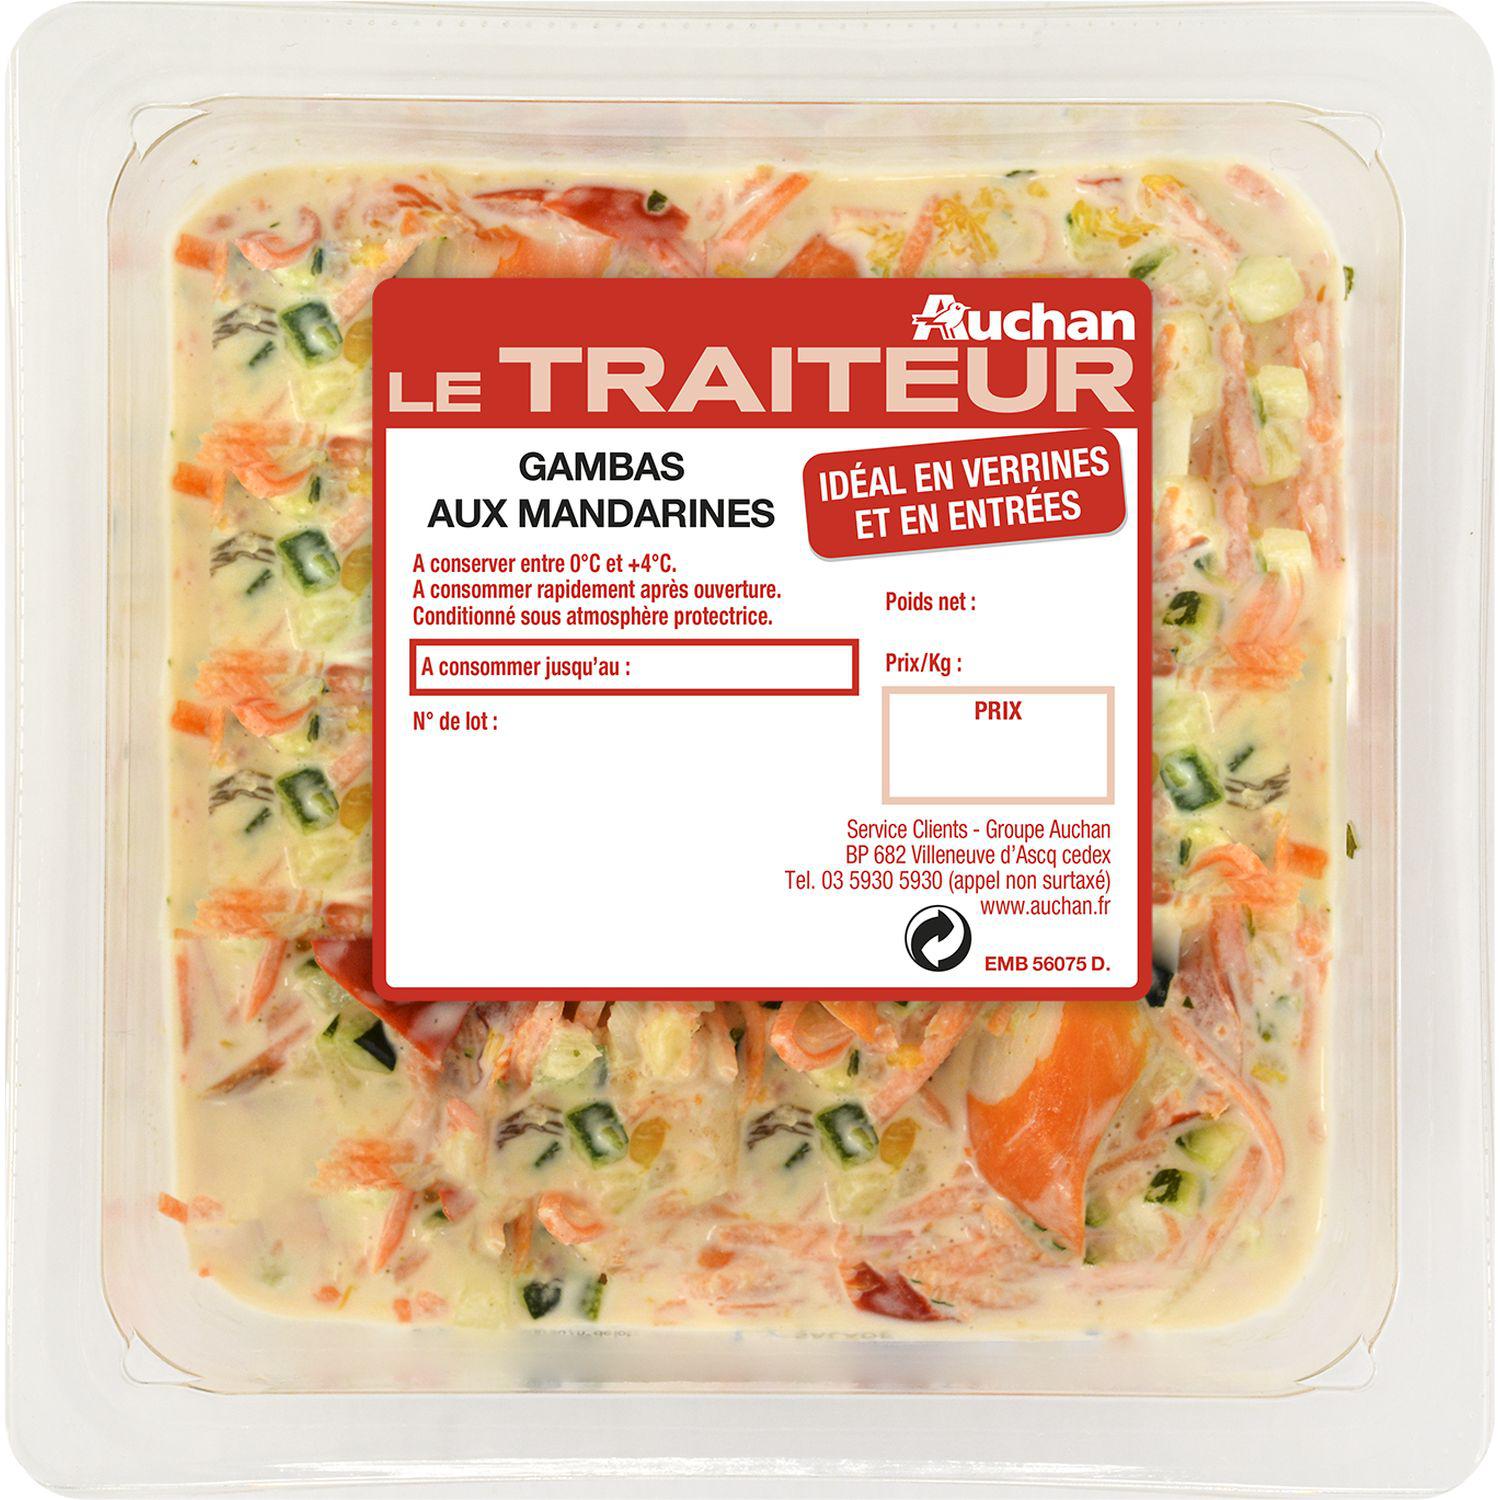 Auchan
LE TRAITEUR
GAMBAS
AUX MANDARINES
IDÉAL EN VERRINES
ET EN ENTRÉES
A conserver entre 0°C et +4°C.
A consommer rapidement après ouverture.
Conditionné sous atmosphère protectrice.
A consommer jusqu'au :
N° de lot :
Poids net :
Prix/Kg :
PRIX
Service Clients - Groupe Auchan
BP 682 Villeneuve d'Ascq cedex
Tel. 03 5930 5930 (appel non surtaxé)
www.auchan.fr
EMB 56075 D.